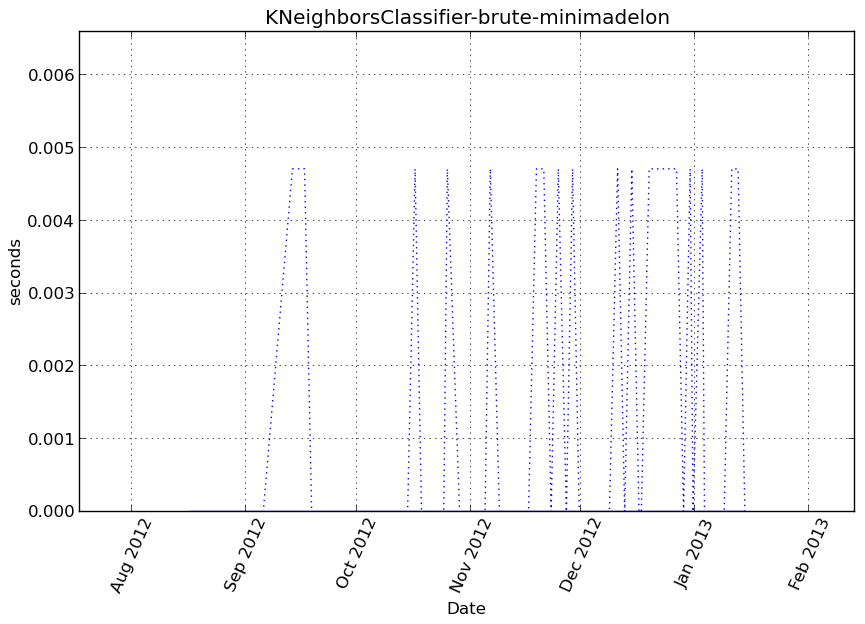 KNeighborsClassifier-brute-minimadelon
0.006
0.005
0.004
0.003
0.002
0.001
0.000
seconds
Aug 2012
Sep 2012
Oct 2012
Nov 2012
Dec 2012
Jan 2013
Feb 2013
Date